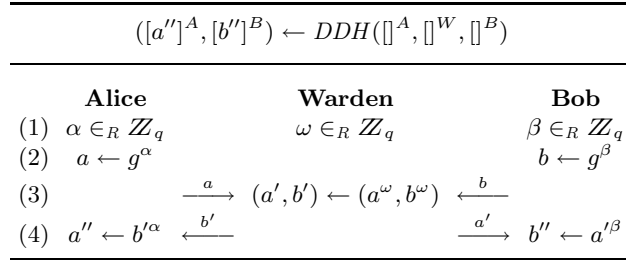 ([a″]ᴬ, [b″]ᴮ) ← DDH([]ᴬ, []ᵂ, []ᴮ)
Alice Warden Bob
(1) α ∈_R ℤ_q ω ∈_R ℤ_q β ∈_R ℤ_q
(2) a ← g^α b ← g^β
(3) —a→ (a′, b′) ← (a^ω, b^ω) ←b—
(4) a″ ← b′^α ←b′— —a′→ b″ ← a′^β